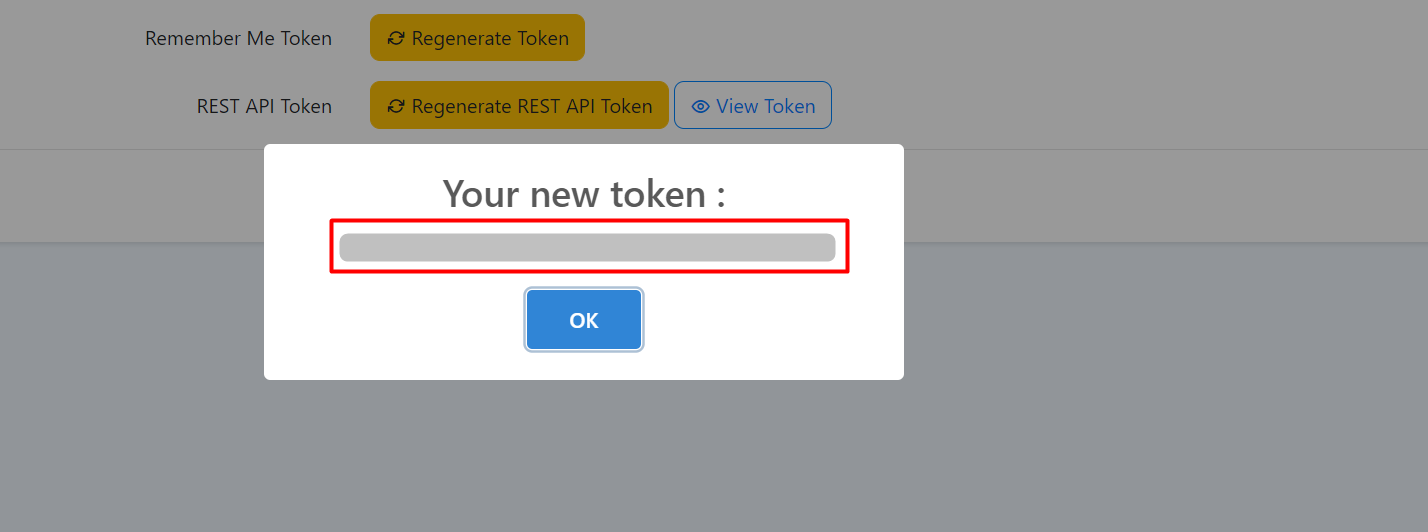 Remember Me Token
Regenerate Token
REST API Token
Regenerate REST API Token
View Token
Your new token :
OK